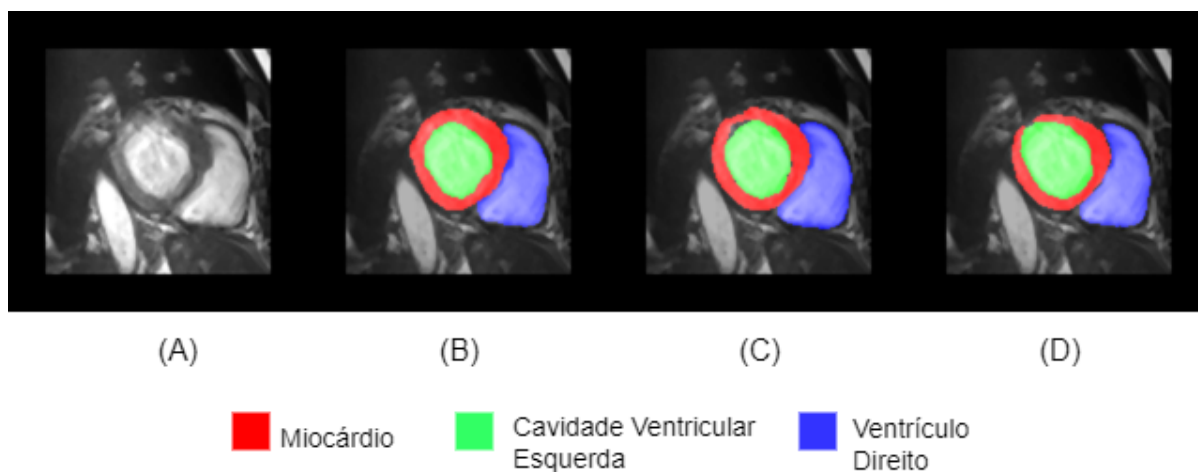 (A) (B) (C) (D)
Miocárdio
Cavidade Ventricular
Esquerda
Ventrículo
Direito